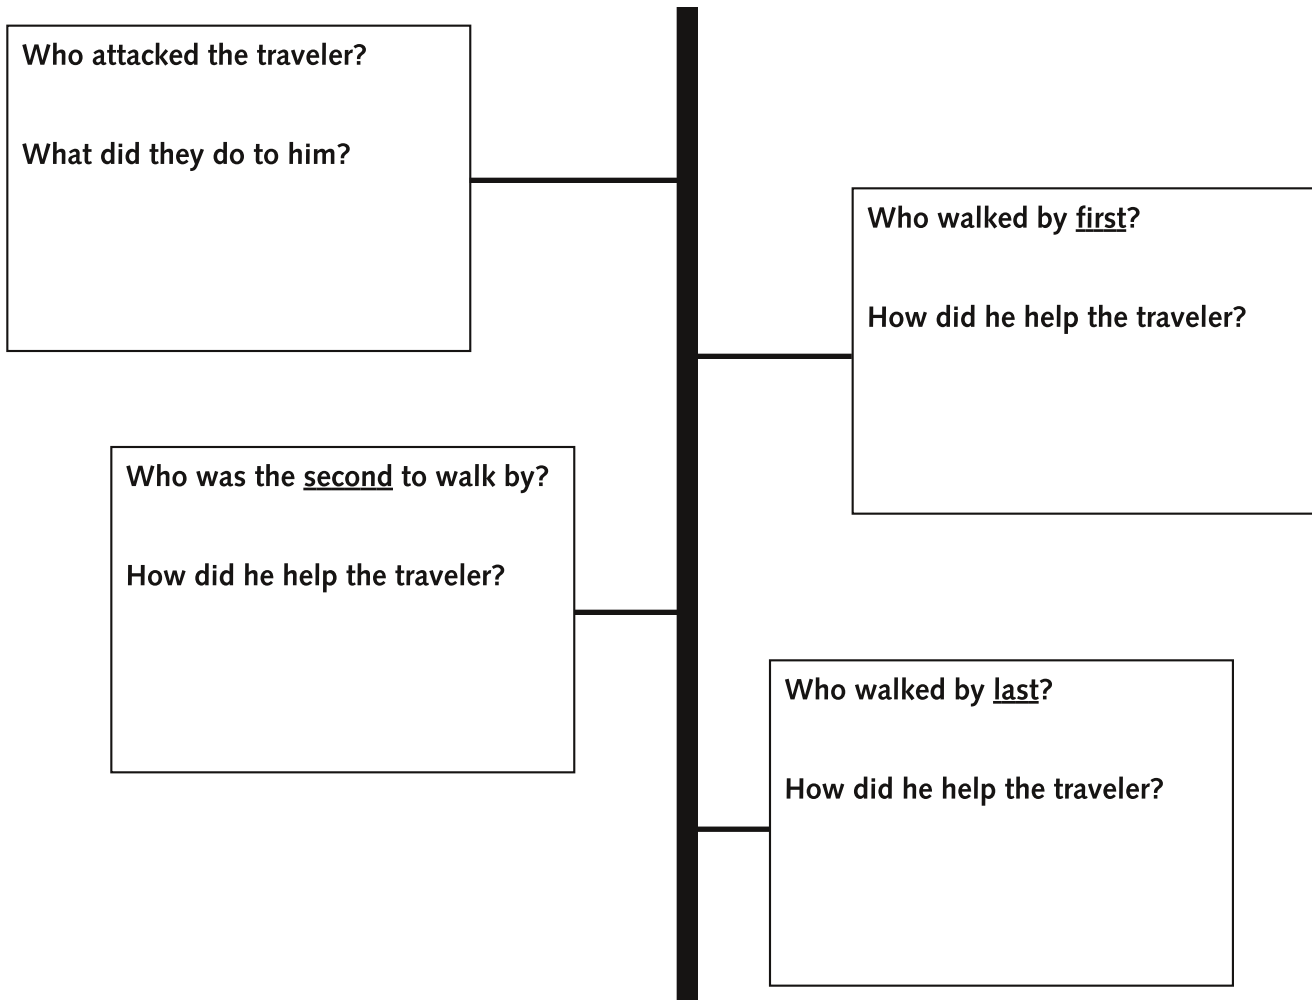 Who attacked the traveler?
What did they do to him?
Who walked by first?
How did he help the traveler?
Who was the second to walk by?
How did he help the traveler?
Who walked by last?
How did he help the traveler?